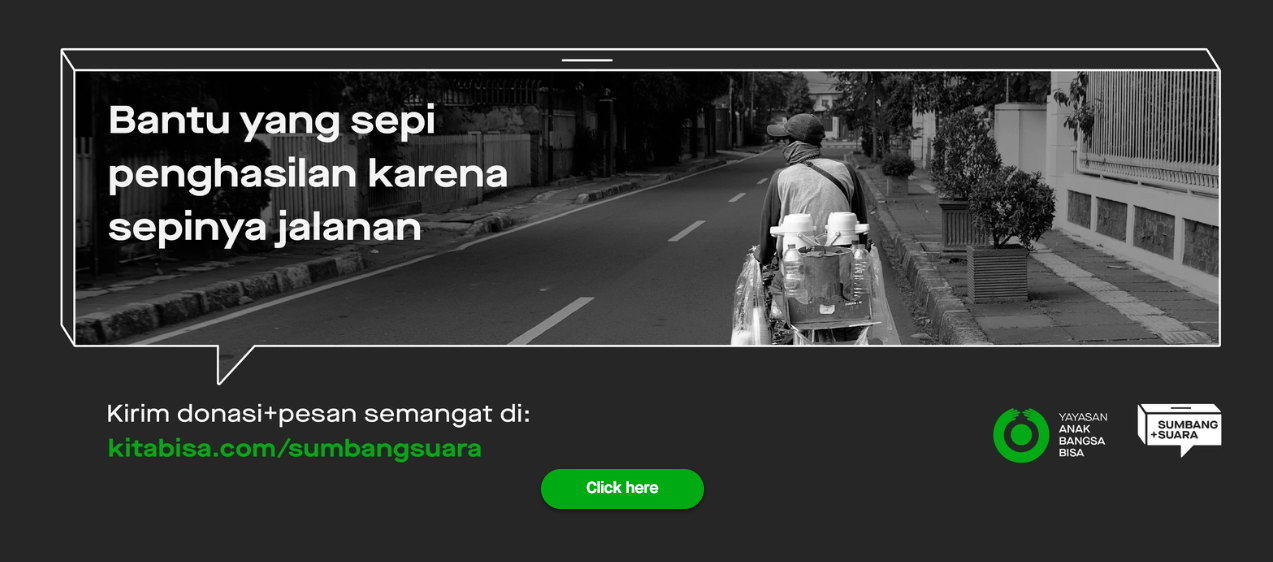 Bantu yang sepi
penghasilan karena
sepinya jalanan
Kirim donasi+pesan semangat di:
kitabisa.com/sumbangsuara
YAYASAN
ANAK
BANGSA
BISA
SUMBANG
+SUARA
Click here